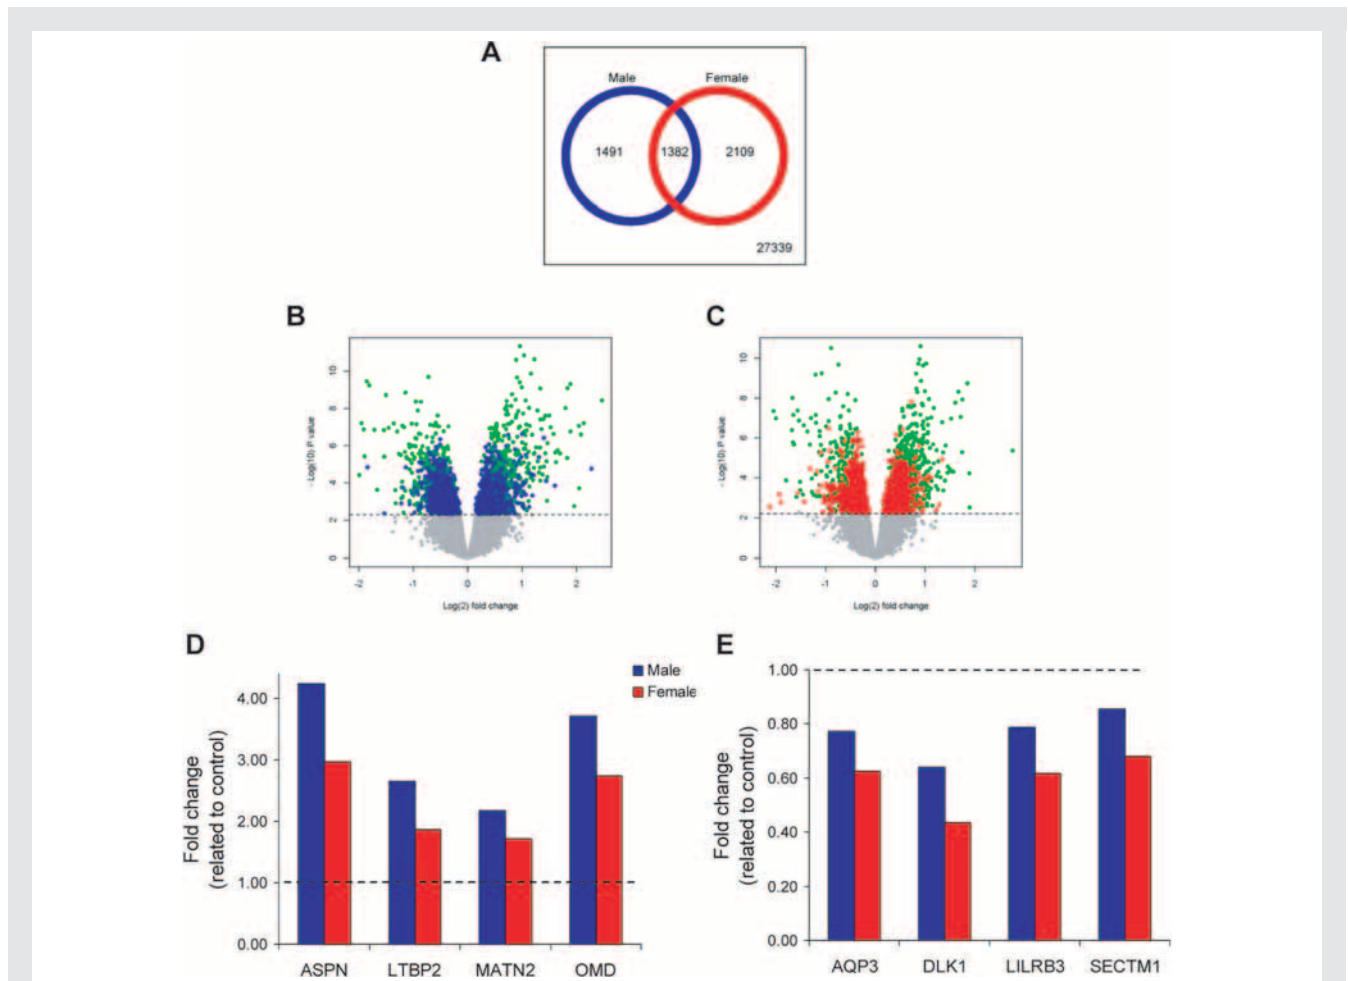 A
Male Female
1491 1382 2109
27339
B
- Log(10) P value
10
8
6
4
2
0
-2 -1 0 1 2
Log(2) fold change
C
- Log(10) P value
10
8
6
4
2
0
-2 -1 0 1 2
Log(2) fold change
D
Male
Female
Fold change
(related to control)
4.00
3.00
2.00
1.00
0.00
ASPN LTBP2 MATN2 OMD
E
Fold change
(related to control)
1.00
0.80
0.60
0.40
0.20
0.00
AQP3 DLK1 LILRB3 SECTM1